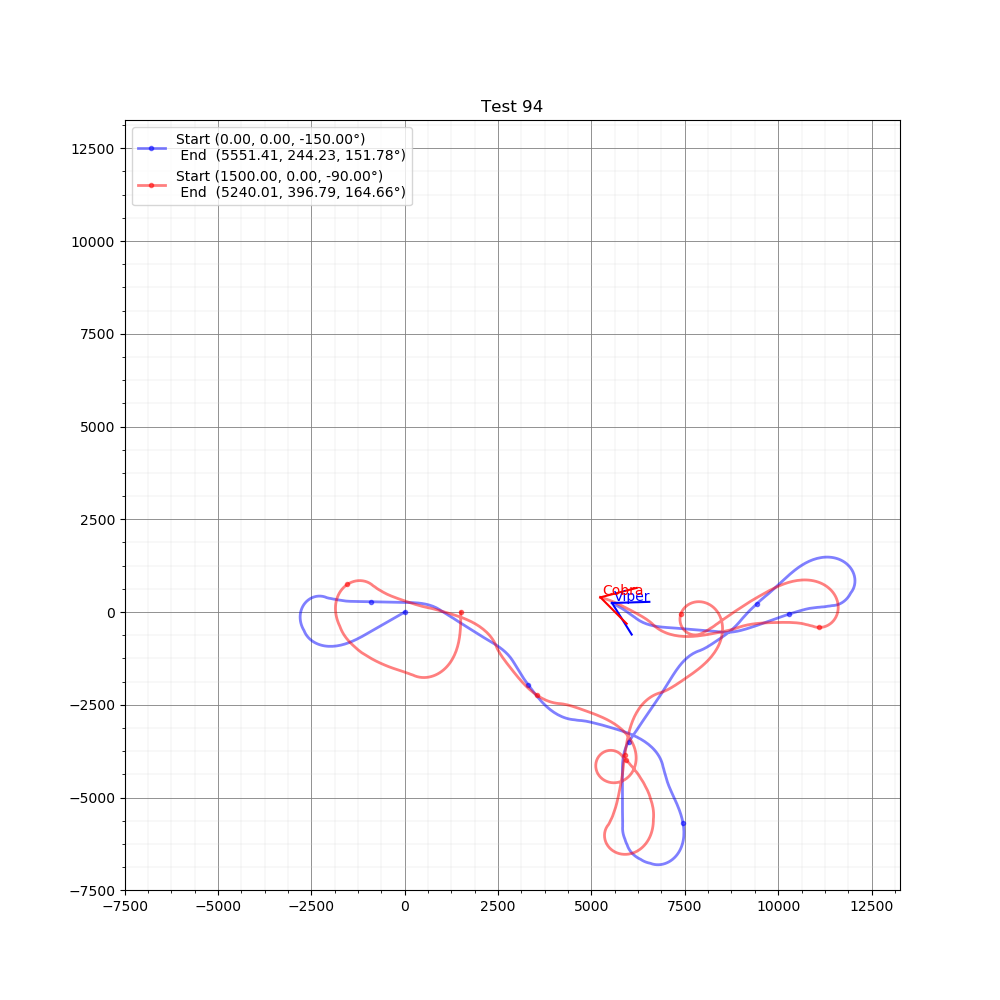 Test 94
Start (0.00, 0.00, -150.00°)
End (5551.41, 244.23, 151.78°)
Start (1500.00, 0.00, -90.00°)
End (5240.01, 396.79, 164.66°)
12500
10000
7500
5000
2500
0
−2500
−5000
−7500
Cobra
Viper
−7500 −5000 −2500 0 2500 5000 7500 10000 12500